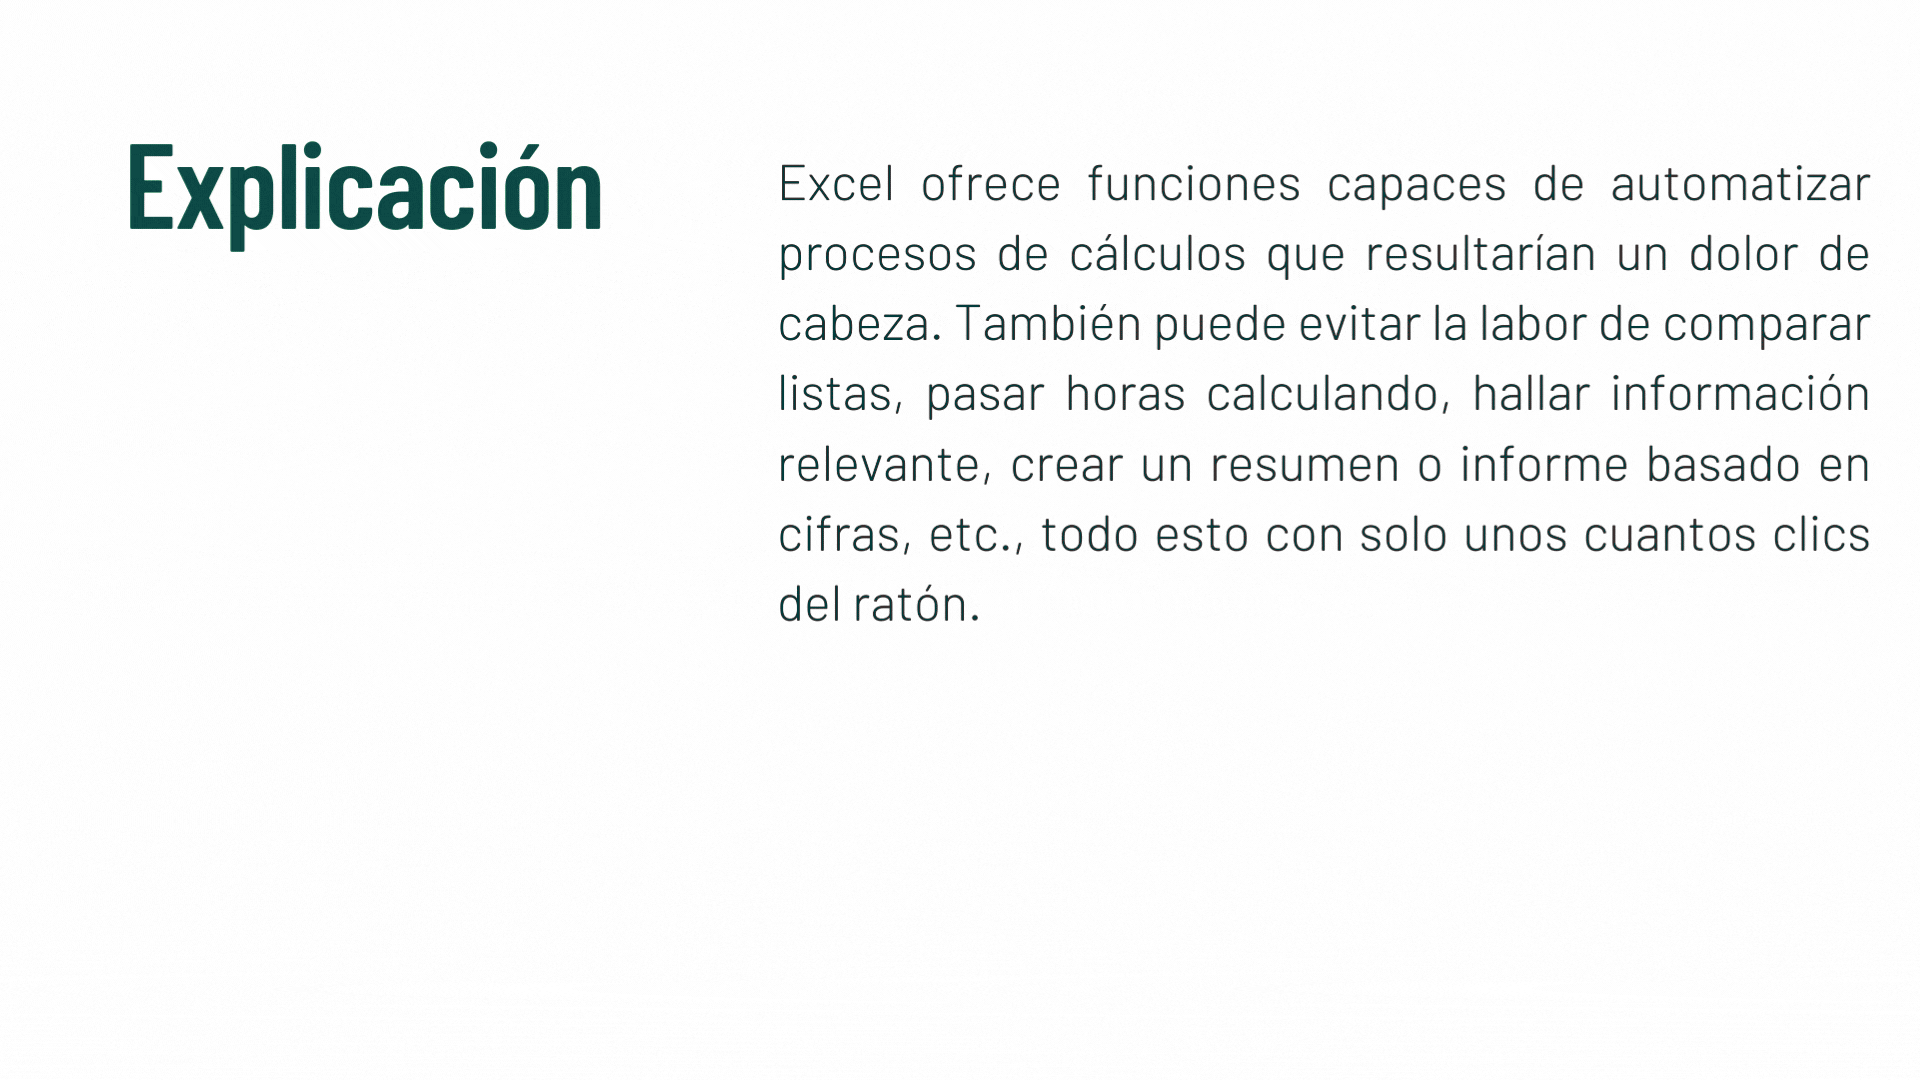 Explicación
Excel ofrece funciones capaces de automatizar
procesos de cálculos que resultarían un dolor de
cabeza. También puede evitar la labor de comparar
listas, pasar horas calculando, hallar información
relevante, crear un resumen o informe basado en
cifras, etc., todo esto con solo unos cuantos clics
del ratón.